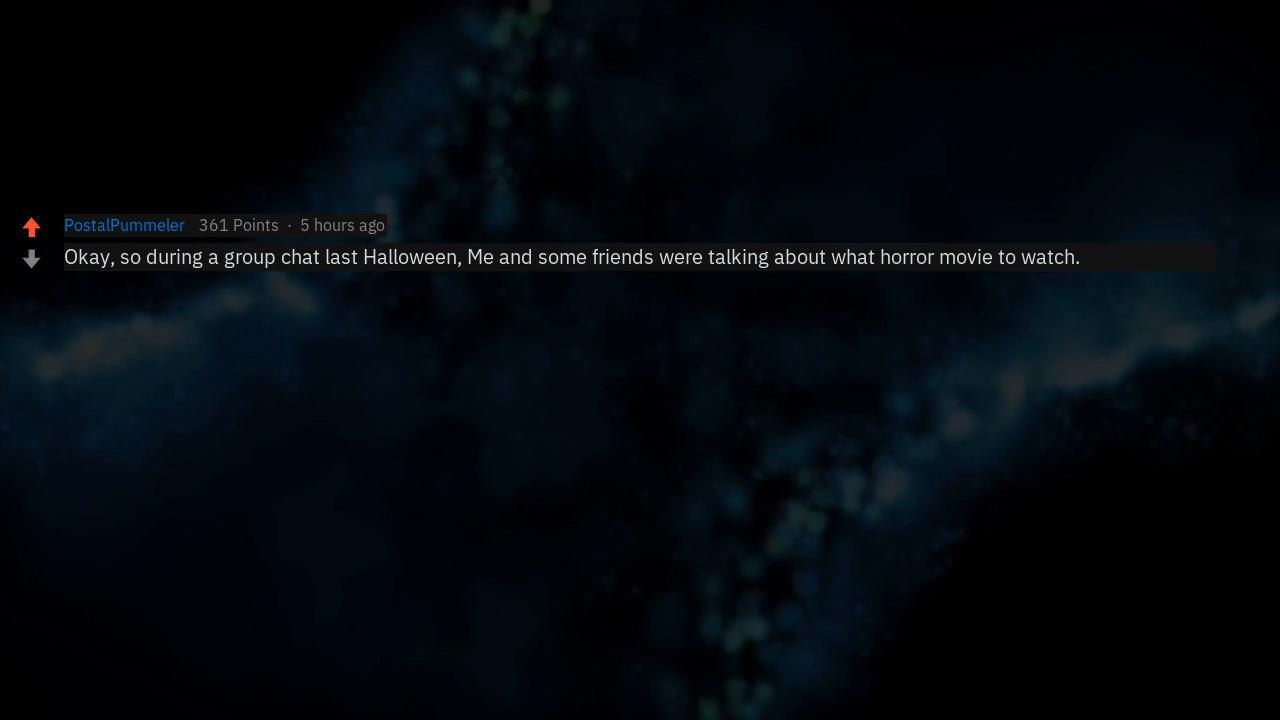 PostalPummeler 361 Points · 5 hours ago
Okay, so during a group chat last Halloween, Me and some friends were talking about what horror movie to watch.